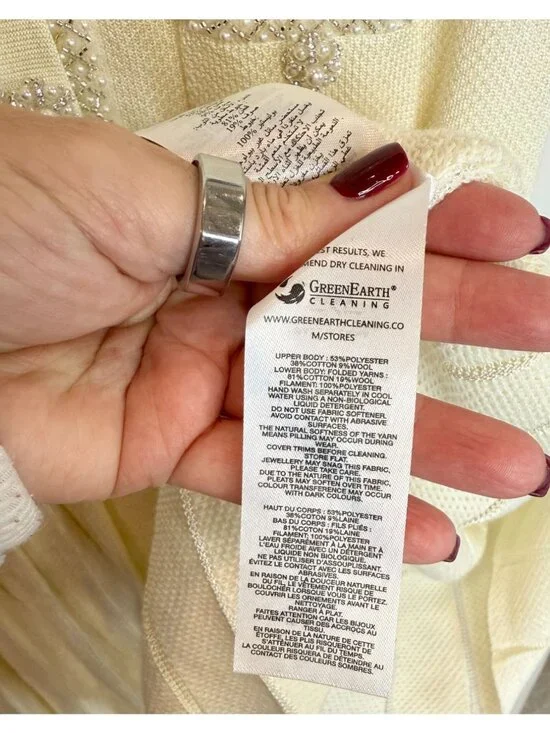 100%
81%
19%
ST RESULTS, WE
MEND DRY CLEANING IN
GREENEARTH®
CLEANING
WWW.GREENEARTHCLEANING.CO
M/STORES
UPPER BODY : 53%POLYESTER
38%COTTON 9%WOOL
LOWER BODY: FOLDED YARNS :
81%COTTON 19%WOOL
FILAMENT: 100%POLYESTER
HAND WASH SEPARATELY IN COOL
WATER USING A NON-BIOLOGICAL
LIQUID DETERGENT.
DO NOT USE FABRIC SOFTENER.
AVOID CONTACT WITH ABRASIVE
SURFACES.
THE NATURAL SOFTNESS OF THE YARN
MEANS PILLING MAY OCCUR DURING
WEAR.
COVER TRIMS BEFORE CLEANING.
STORE FLAT.
JEWELLERY MAY SNAG THIS FABRIC,
PLEASE TAKE CARE.
DUE TO THE NATURE OF THIS FABRIC,
PLEATS MAY SOFTEN OVER TIME.
COLOUR TRANSFERENCE MAY OCCUR
WITH DARK COLOURS.
HAUT DU CORPS : 53%POLYESTER
38%COTON 9%LAINE
BAS DU CORPS : FILS PLIÉS :
81%COTON 19%LAINE
FILAMENT: 100%POLYESTER
LAVER SÉPARÉMENT À LA MAIN ET À
L'EAU FROIDE AVEC UN DÉTERGENT
LIQUIDE NON BIOLOGIQUE.
NE PAS UTILISER D'ASSOUPLISSANT.
ÉVITEZ LE CONTACT AVEC LES SURFACES
ABRASIVES.
EN RAISON DE LA DOUCEUR NATURELLE
DU FIL, LE VÊTEMENT RISQUE DE
BOULOCHER LORSQUE VOUS LE PORTEZ.
COUVRIR LES ORNEMENTS AVANT LE
NETTOYAGE.
RANGER À PLAT.
FAITES ATTENTION CAR LES BIJOUX
PEUVENT CAUSER DES ACCROCS AU
TISSU.
EN RAISON DE LA NATURE DE CETTE
ÉTOFFE, LES PLIS RISQUERONT DE
S'ATTÉNUER AU FIL DU TEMPS.
LA COULEUR RISQUERA DE DÉTEINDRE AU
CONTACT DES COULEURS SOMBRES.